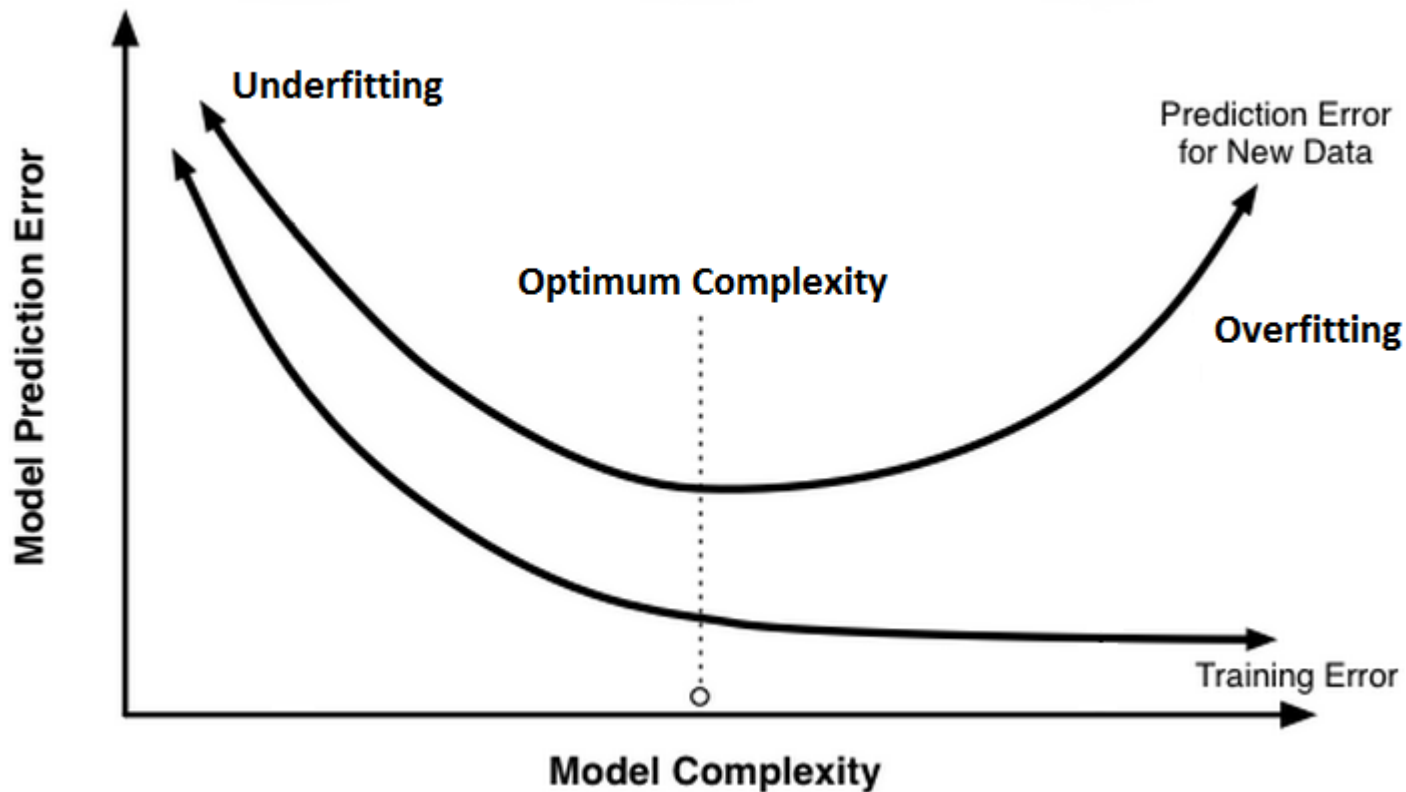 Underfitting
Prediction Error
for New Data
Optimum Complexity
Overfitting
Model Prediction Error
Training Error
Model Complexity